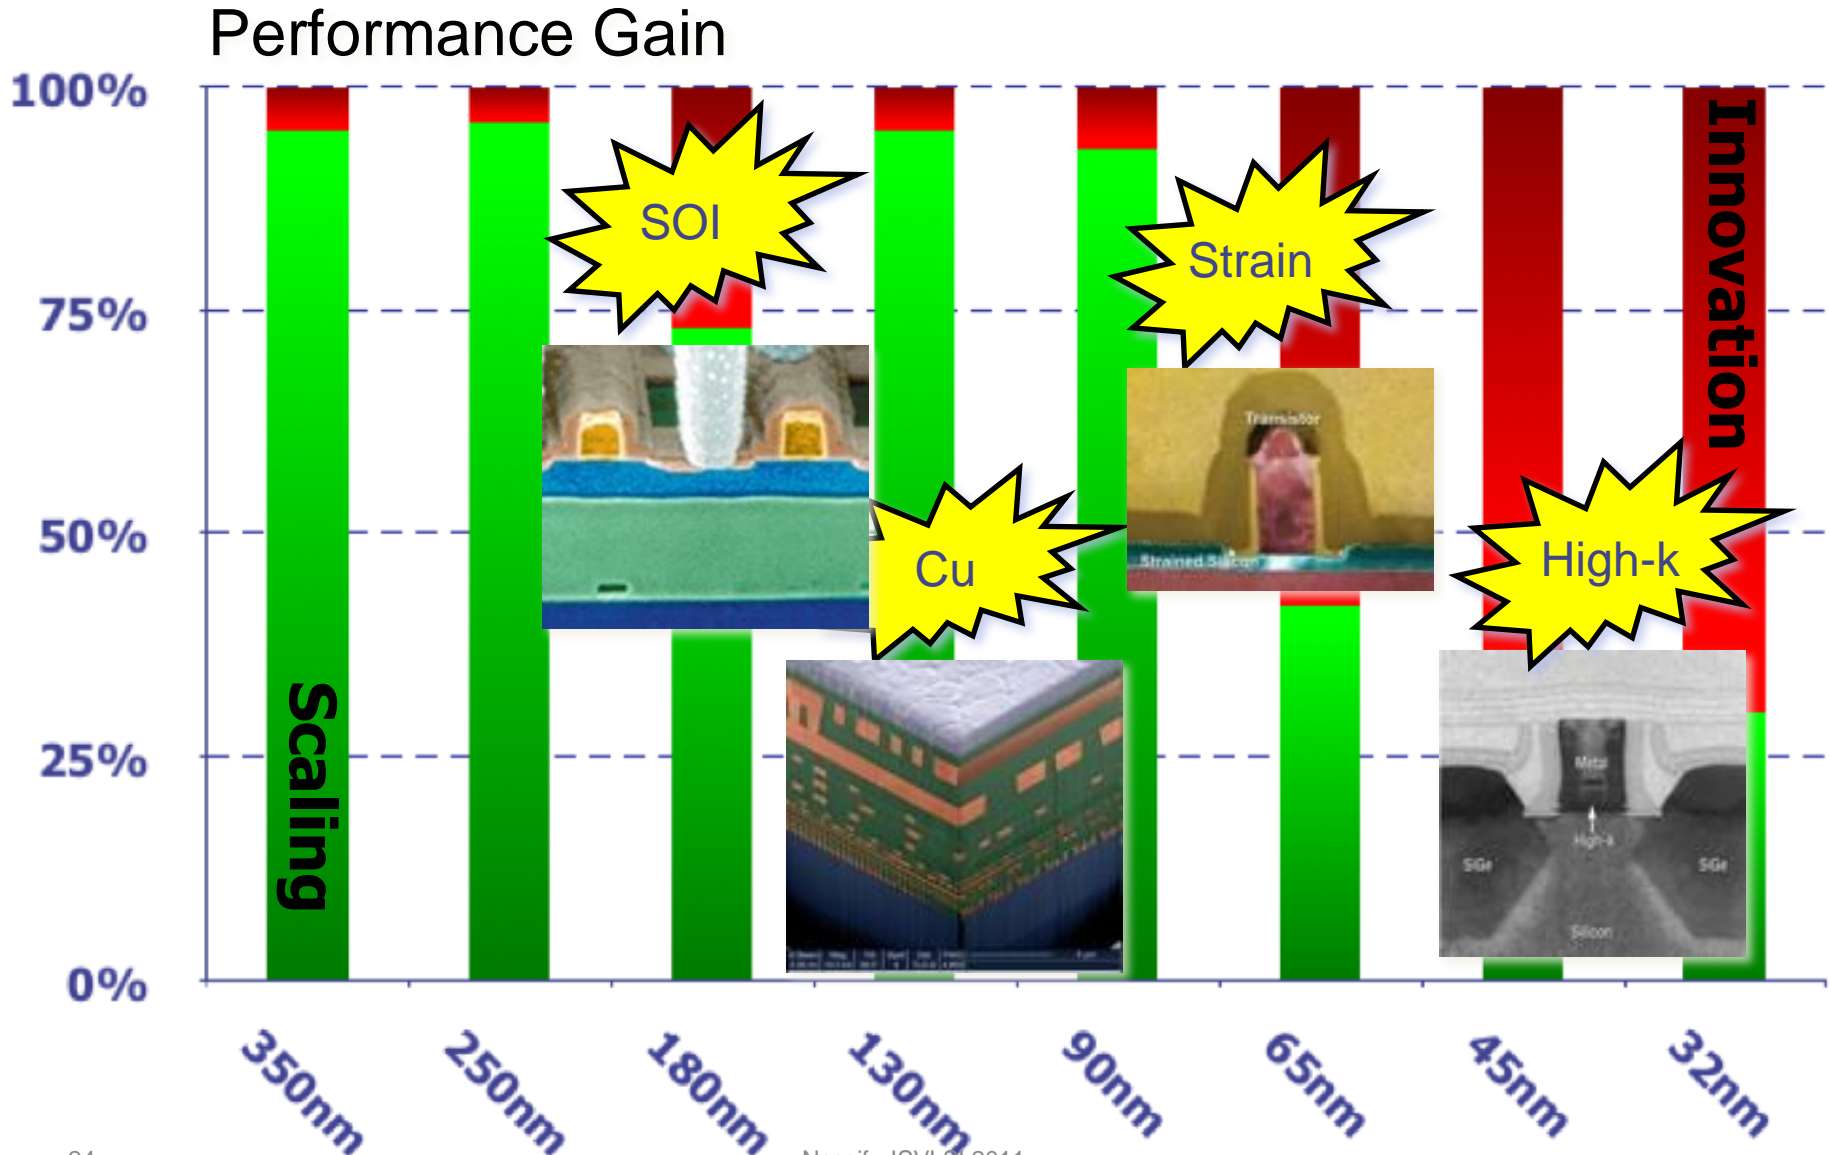 Performance Gain
100%
75%
50%
25%
0%
Scaling
Innovation
SOI
Cu
Strain
High-k
Transistor
Strained Silicon
Metal
High-k
SiGe
SiGe
Silicon
350nm
250nm
180nm
130nm
90nm
65nm
45nm
32nm
2011